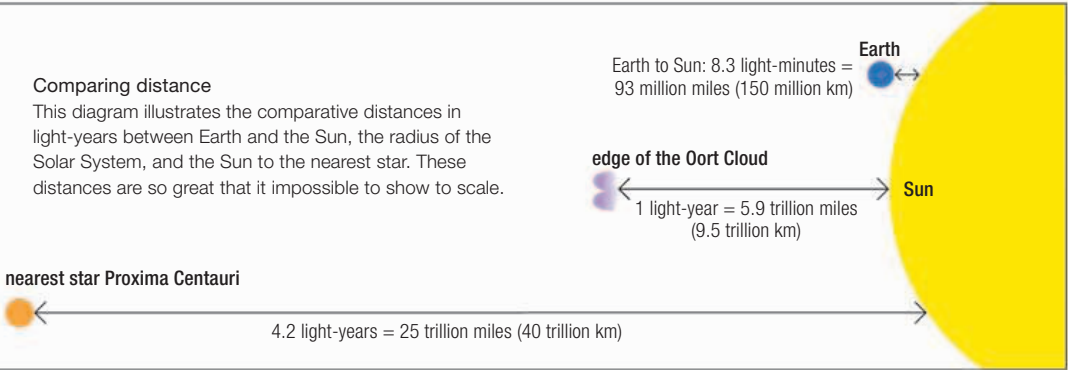 Comparing distance
This diagram illustrates the comparative distances in
light-years between Earth and the Sun, the radius of the
Solar System, and the Sun to the nearest star. These
distances are so great that it impossible to show to scale.
Earth
Earth to Sun: 8.3 light-minutes =
93 million miles (150 million km)
edge of the Oort Cloud
Sun
1 light-year = 5.9 trillion miles
(9.5 trillion km)
nearest star Proxima Centauri
4.2 light-years = 25 trillion miles (40 trillion km)